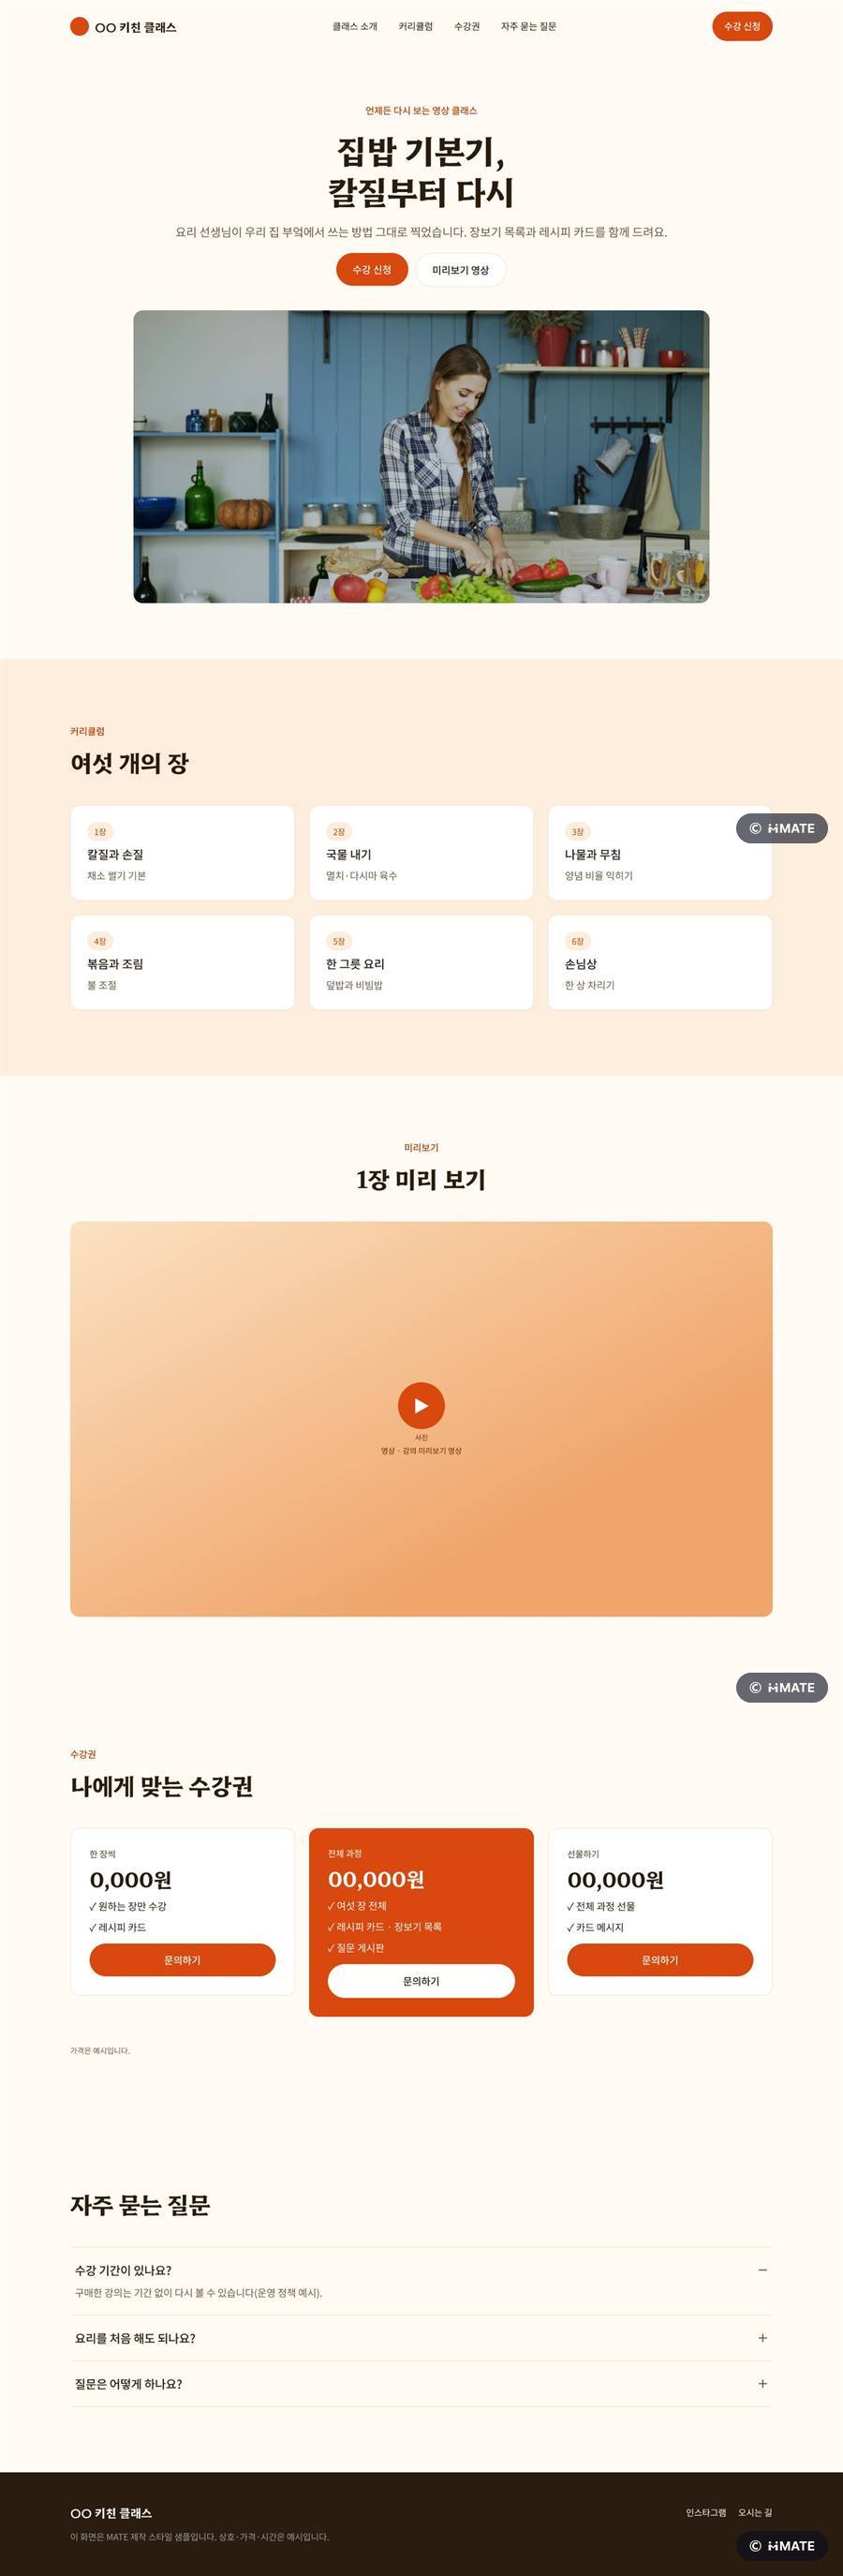 OO 키친 클래스
클래스 소개 커리큘럼 수강권 자주 묻는 질문
수강 신청
언제든 다시 보는 영상 클래스
집밥 기본기,
칼질부터 다시
요리 선생님이 우리 집 부엌에서 쓰는 방법 그대로 찍었습니다. 장보기 목록과 레시피 카드를 함께 드려요.
수강 신청 미리보기 영상
커리큘럼
여섯 개의 장
1장
칼질과 손질
채소 썰기 기본
2장
국물 내기
멸치·다시마 육수
3장
나물과 무침
양념 비율 익히기
© MATE
4장
볶음과 조림
불 조절
5장
한 그릇 요리
덮밥과 비빔밥
6장
손님상
한 상 차리기
미리보기
1장 미리 보기
사진
영상 · 강의 미리보기 영상
© MATE
수강권
나에게 맞는 수강권
한 장씩
0,000원
✓ 원하는 장만 수강
✓ 레시피 카드
문의하기
전체 과정
00,000원
✓ 여섯 장 전체
✓ 레시피 카드 · 장보기 목록
✓ 질문 게시판
문의하기
선물하기
00,000원
✓ 전체 과정 선물
✓ 카드 메시지
문의하기
가격은 예시입니다.
자주 묻는 질문
수강 기간이 있나요? −
구매한 강의는 기간 없이 다시 볼 수 있습니다(운영 정책 예시).
요리를 처음 해도 되나요? +
질문은 어떻게 하나요? +
OO 키친 클래스
인스타그램 오시는 길
이 화면은 MATE 제작 스타일 샘플입니다. 상호·가격·시간은 예시입니다.
© MATE